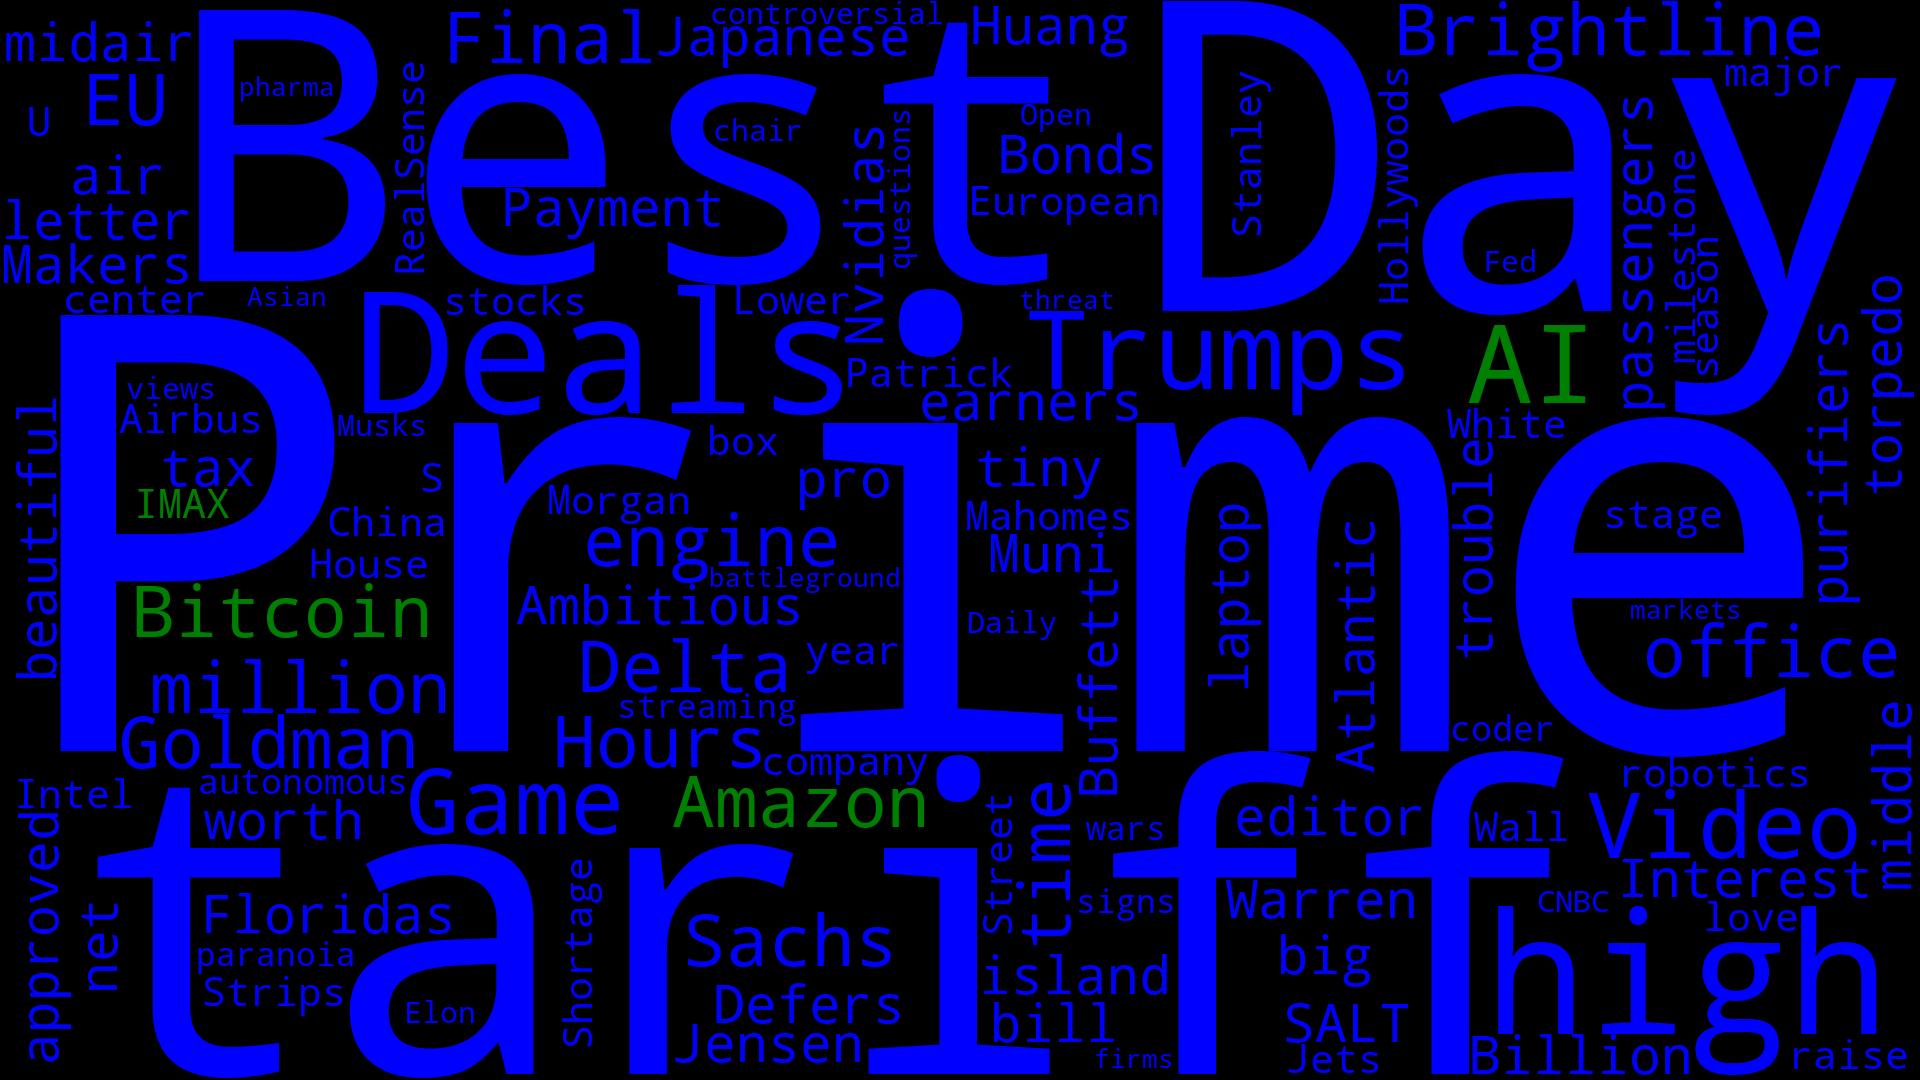 midair
Best
Final
controversial
Japanese
Huang
Day
Brightline
major
EU
U
pharma
RealSense
chair
Open
Bonds
Stanley
Hollywoods
passengers
air
Payment
Nvidias
questions
European
milestone
season
letter
Makers
Fed
center
Asian
stocks
Lower
threat
torpedo
Deals
Trumps
AI
purifiers
views
Patrick
earners
Airbus
Musks
White
beautiful
Prime
tax
box
IMAX
S
pro
tiny
China
Morgan
Mahomes
laptop
trouble
stage
House
engine
Muni
Atlantic
battleground
Bitcoin
Ambitious
Daily
Buffett
markets
million
Delta
year
office
streaming
Goldman
Hours
coder
company
middle
Intel
autonomous
Game
Amazon
robotics
worth
time
Street
wars
editor
Wall
Video
approved
tariff
net
Floridas
Shortage
signs
Warren
CNBC
Interest
love
high
paranoia
Sachs
big
island
Strips
Defers
Elon
bill
SALT
Jensen
firms
Jets
Billion
raise